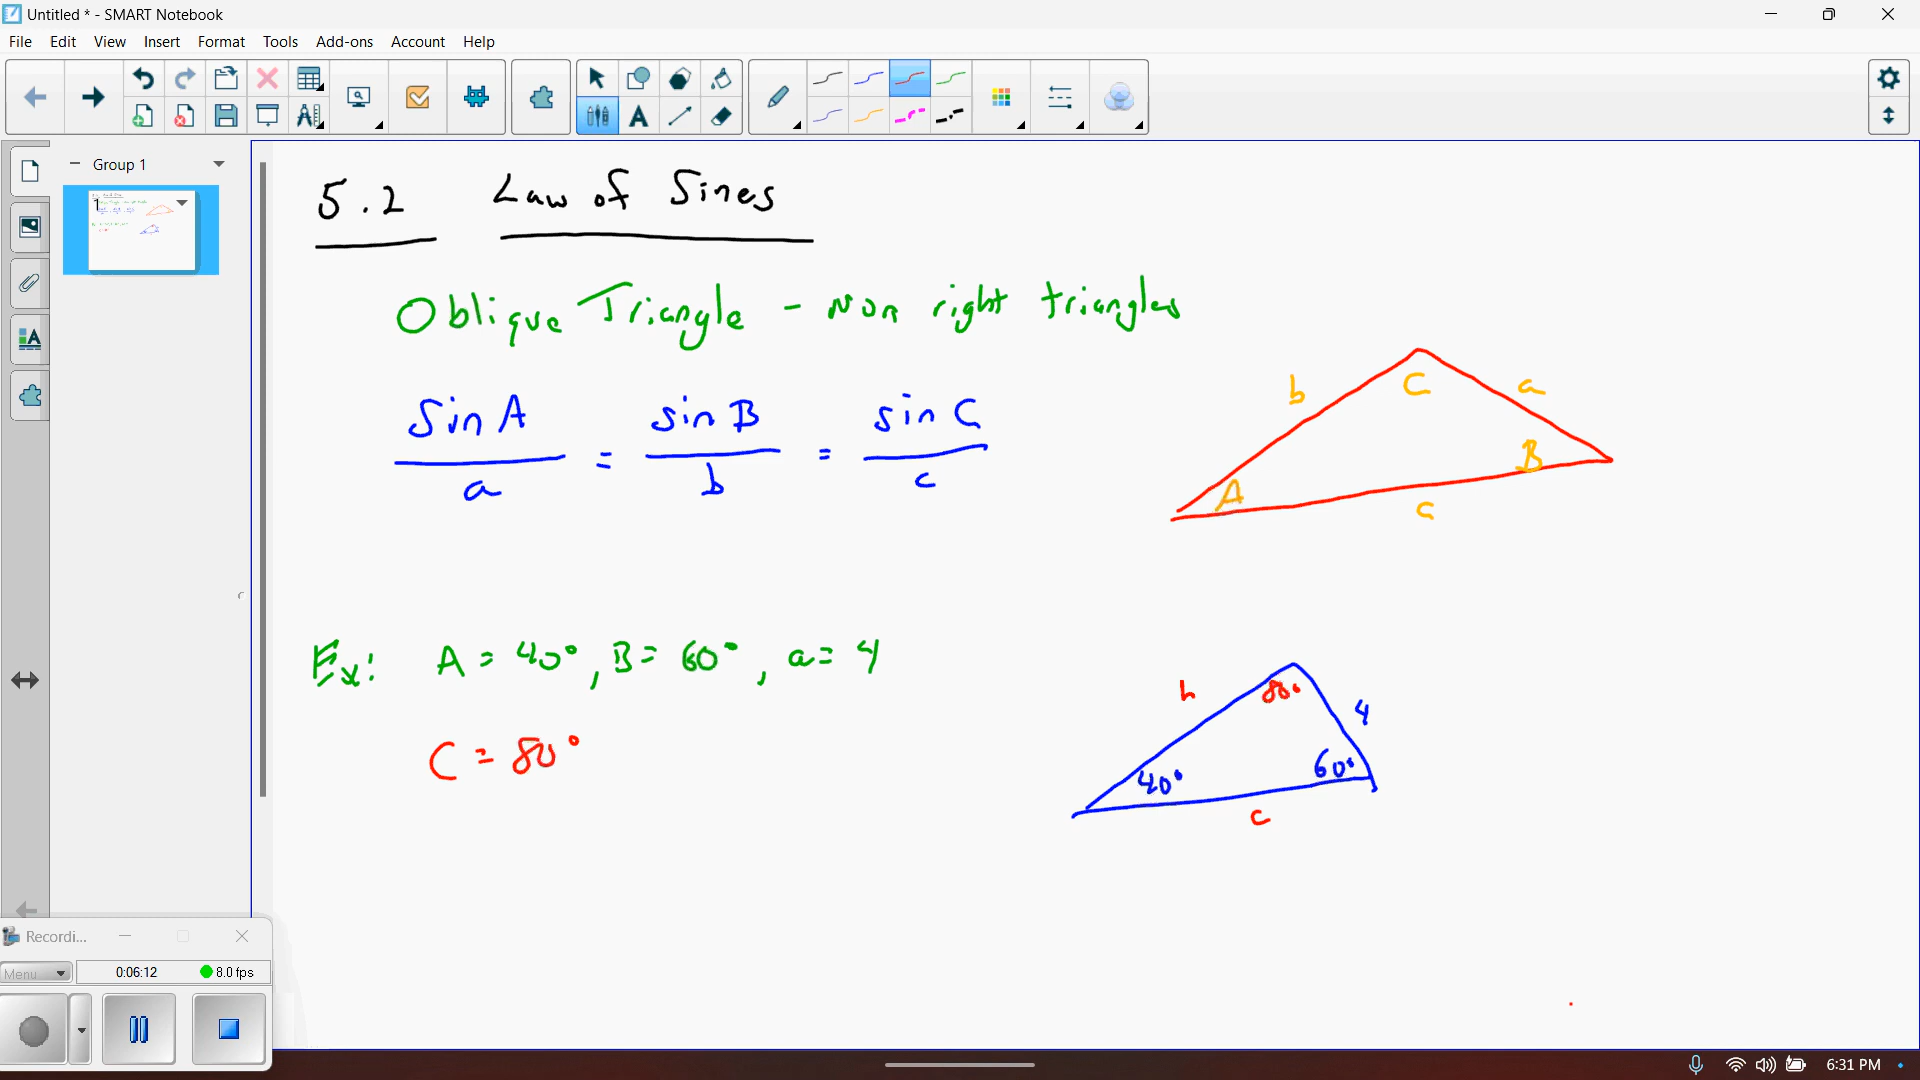 Untitled * - SMART Notebook
File Edit View Insert Format Tools Add-ons Account Help
Group 1
1
5.2 Law of Sines
Oblique Triangle - Non right triangles
sin A / a = sin B / b = sin C / c
b C a
A B
c
Ex: A = 40°, B = 60°, a = 4
C = 80°
h 80° 4
40° 60°
c
Recordi...
Menu 0:06:12 8.0 fps
6:31 PM